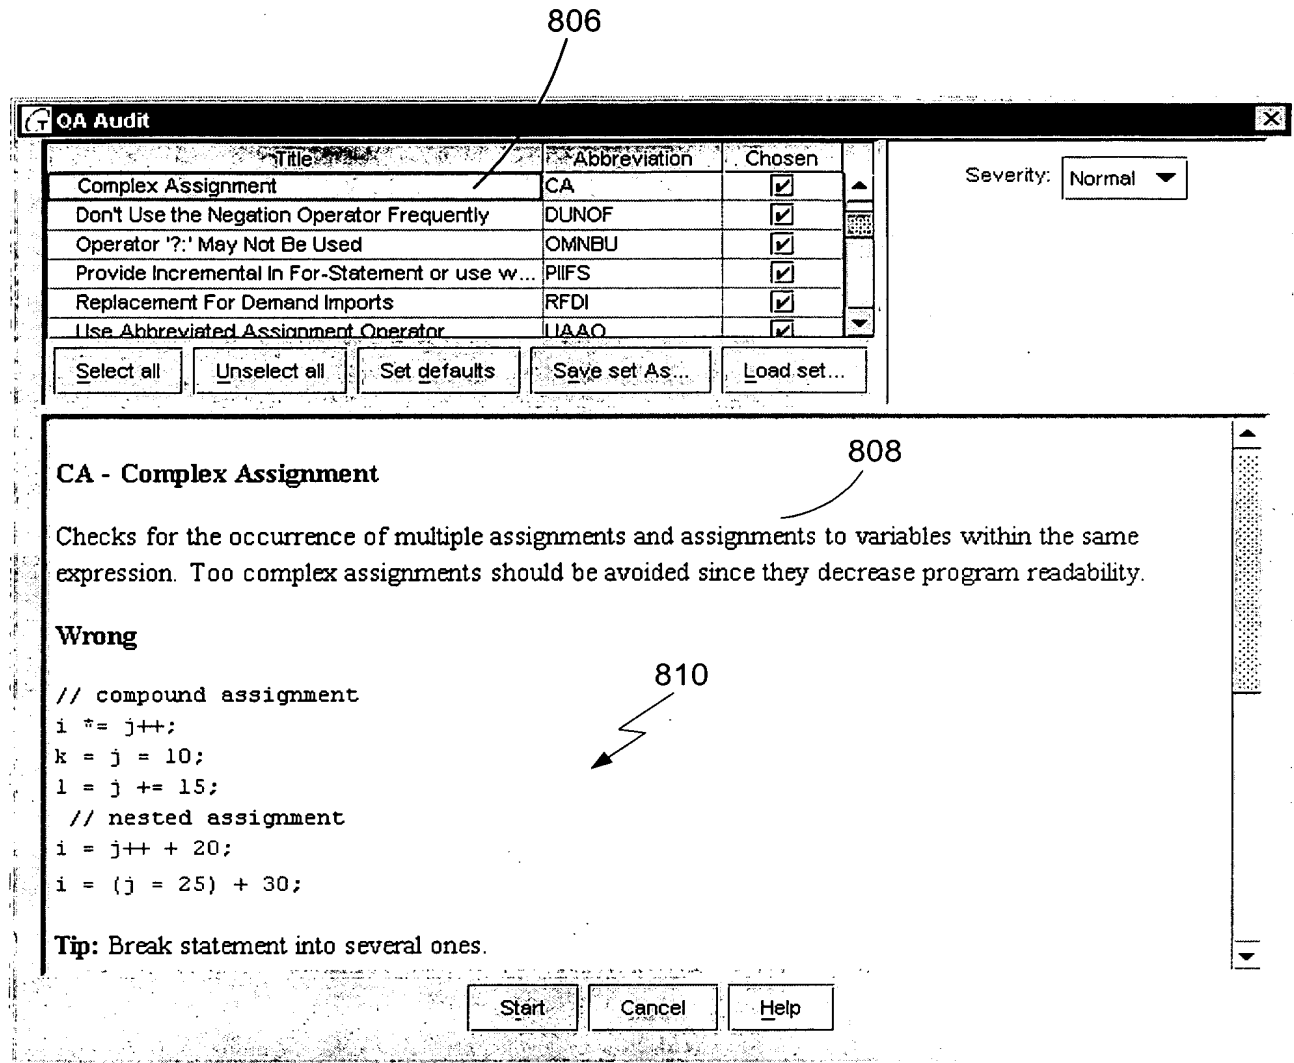 806
QA Audit
Title Abbreviation Chosen
Complex Assignment CA
Don't Use the Negation Operator Frequently DUNOF
Operator '?:' May Not Be Used OMNBU
Provide Incremental In For-Statement or use w... PIIFS
Replacement For Demand Imports RFDI
Use Abbreviated Assignment Operator UAAO
Severity: Normal
Select all Unselect all Set defaults Save set As... Load set...
808
CA - Complex Assignment
Checks for the occurrence of multiple assignments and assignments to variables within the same
expression. Too complex assignments should be avoided since they decrease program readability.
Wrong
810
// compound assignment
i *= j++;
k = j = 10;
l = j += 15;
// nested assignment
i = j++ + 20;
i = (j = 25) + 30;
Tip: Break statement into several ones.
Start Cancel Help